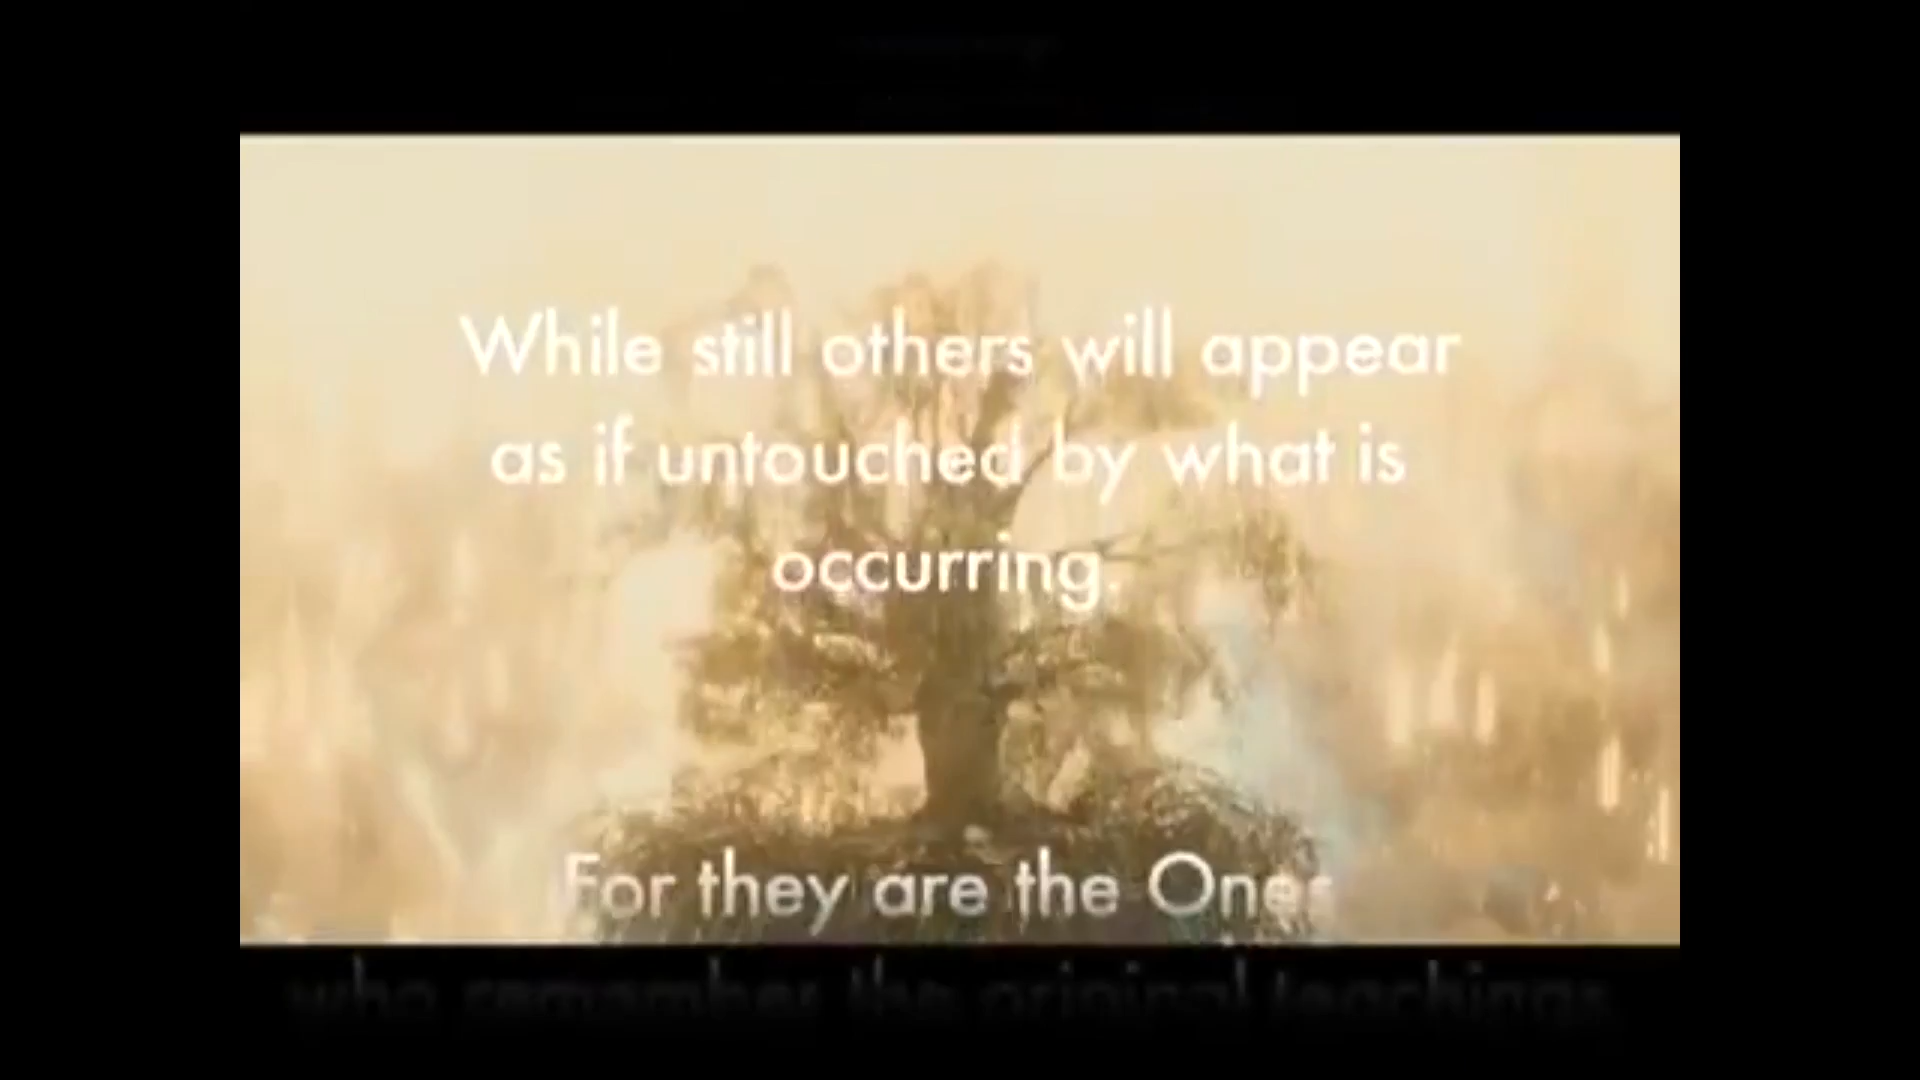 While still others will appear
as if untouched by what is
occurring.
For they are the Ones
who remember the original teachings